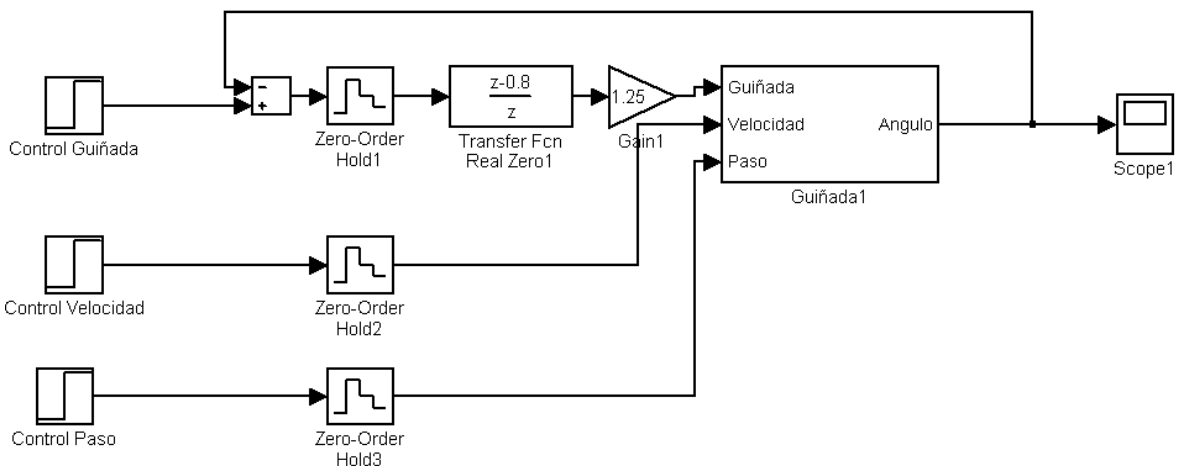 Control Guiñada
-
+
Zero-Order
Hold1
z-0.8
z
Transfer Fcn
Real Zero1
1.25
Gain1
Guiñada
Velocidad
Paso
Angulo
Guiñada1
Scope1
Control Velocidad
Zero-Order
Hold2
Control Paso
Zero-Order
Hold3